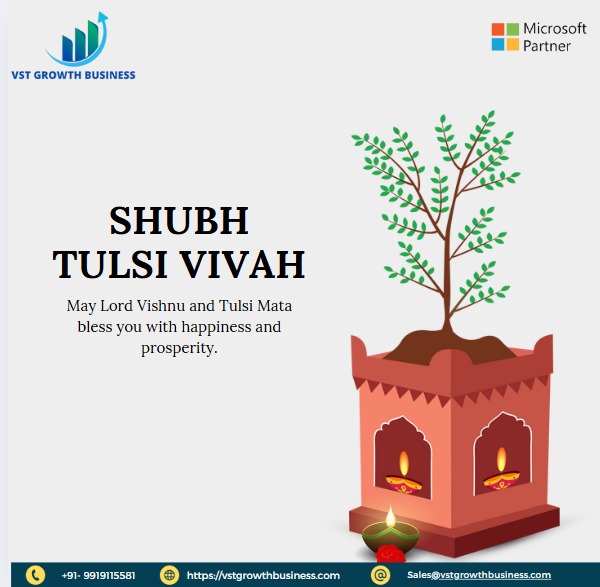 VST GROWTH BUSINESS
Microsoft
Partner
SHUBH
TULSI VIVAH
May Lord Vishnu and Tulsi Mata
bless you with happiness and
prosperity.
+91- 9919115581 https://vstgrowthbusiness.com Sales@vstgrowthbusiness.com